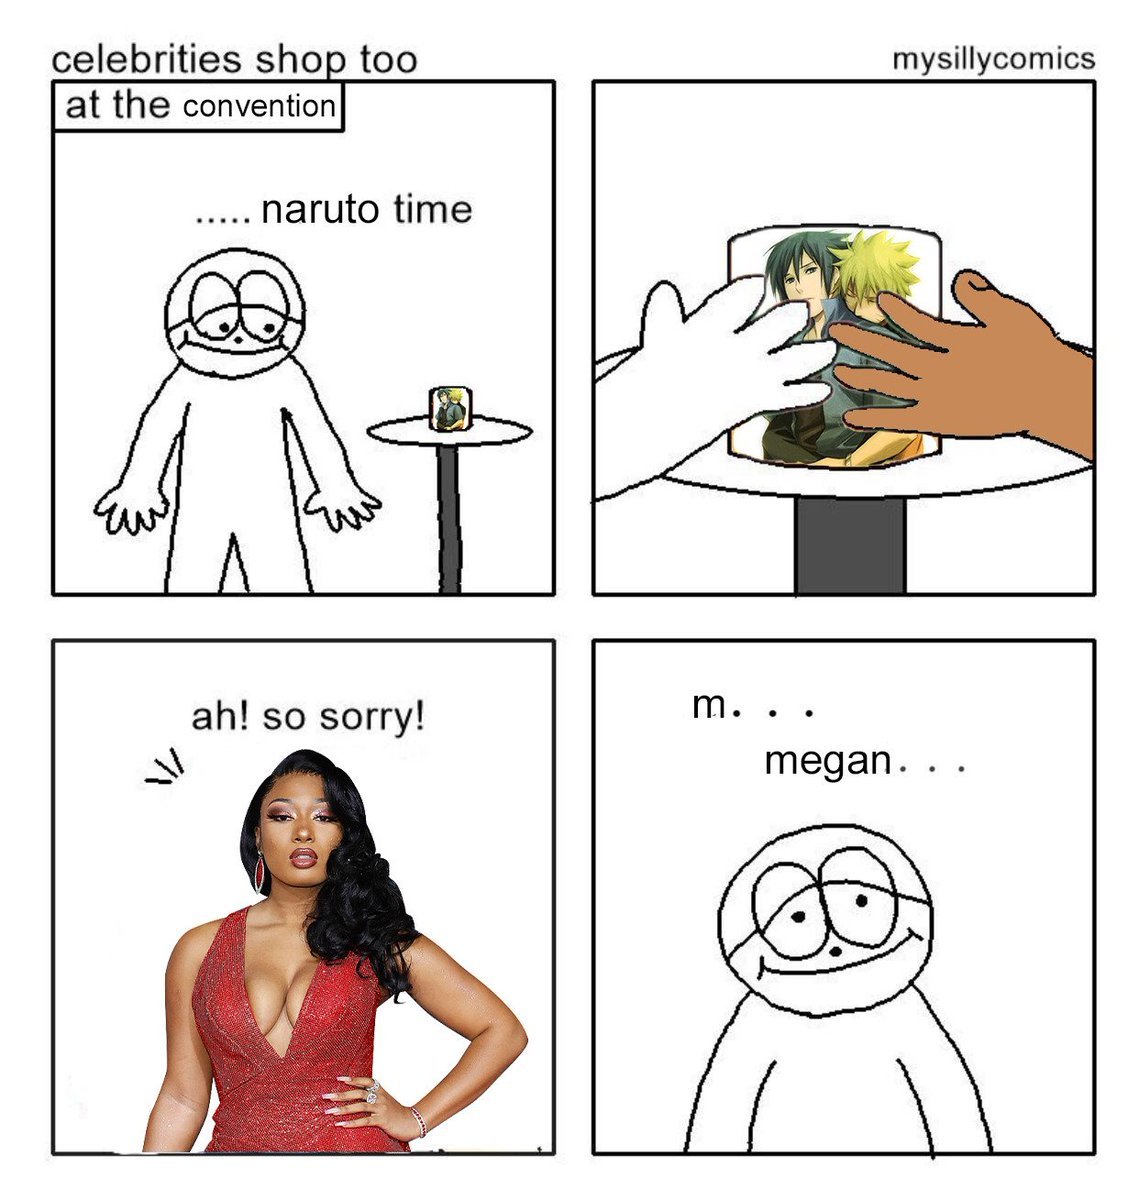 celebrities shop too
mysillycomics
at the convention
..... naruto time
ah! so sorry!
m. . .
megan. . .